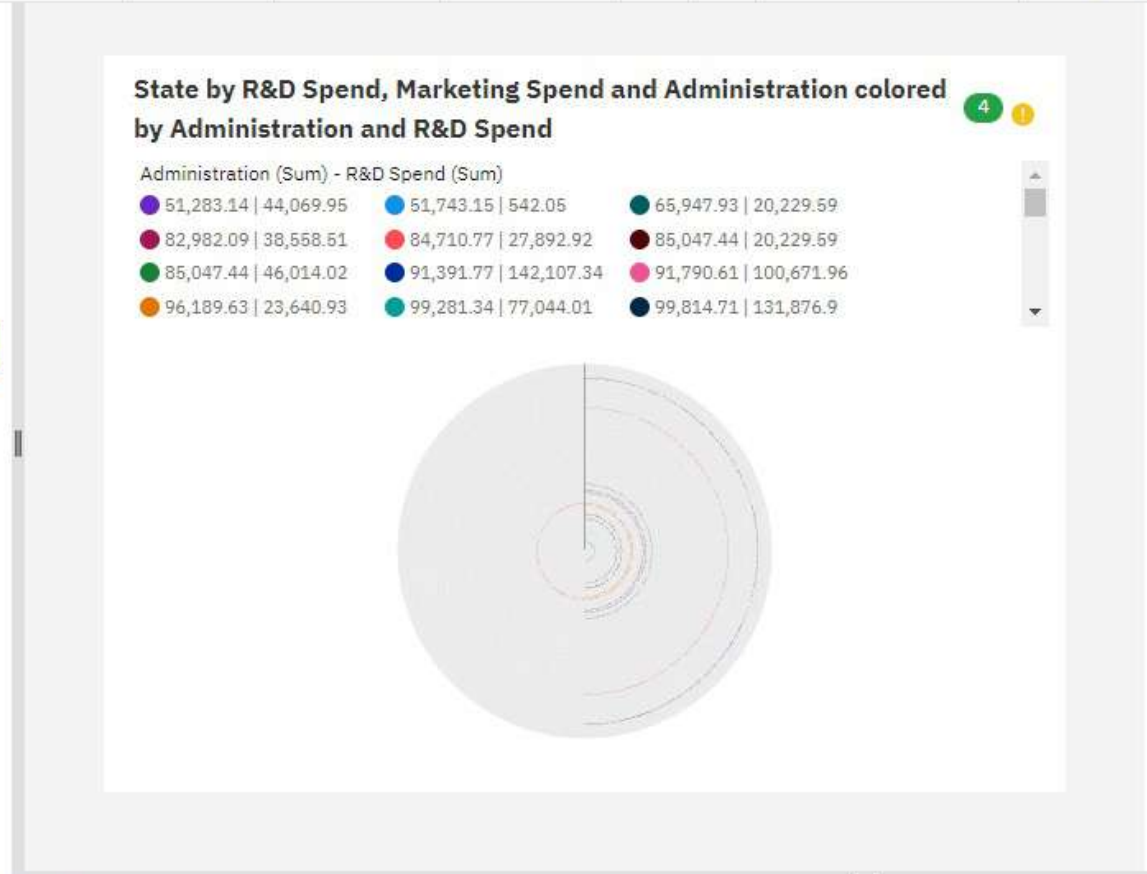 State by R&D Spend, Marketing Spend and Administration colored
by Administration and R&D Spend
4
!
Administration (Sum) - R&D Spend (Sum)
51,283.14 | 44,069.95 51,743.15 | 542.05 65,947.93 | 20,229.59
82,982.09 | 38,558.51 84,710.77 | 27,892.92 85,047.44 | 20,229.59
85,047.44 | 46,014.02 91,391.77 | 142,107.34 91,790.61 | 100,671.96
96,189.63 | 23,640.93 99,281.34 | 77,044.01 99,814.71 | 131,876.9